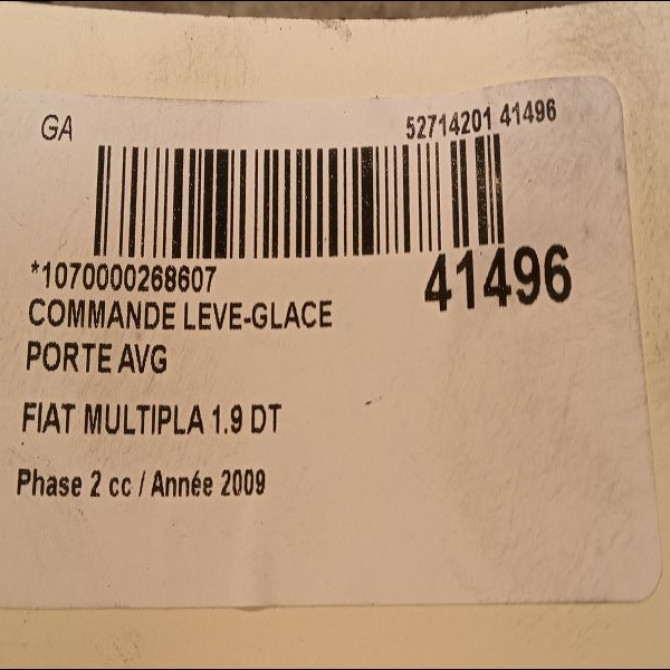 GA 52714201 41496
*1070000268607 41496
COMMANDE LEVE-GLACE
PORTE AVG
FIAT MULTIPLA 1.9 DT
Phase 2 cc / Année 2009